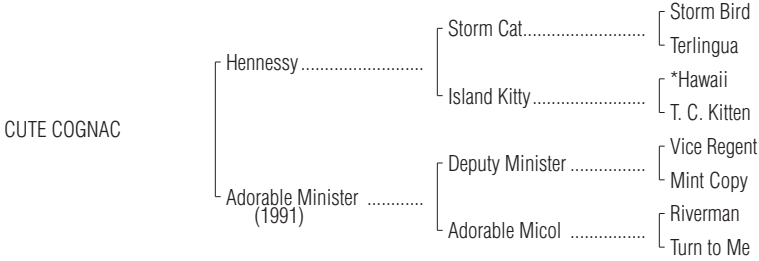 Storm Bird
Storm Cat..........................
Terlingua
Hennessy ..........................
*Hawaii
Island Kitty........................
T. C. Kitten
CUTE COGNAC
Vice Regent
Deputy Minister ................
Mint Copy
Adorable Minister ............
(1991)
Riverman
Adorable Micol ................
Turn to Me